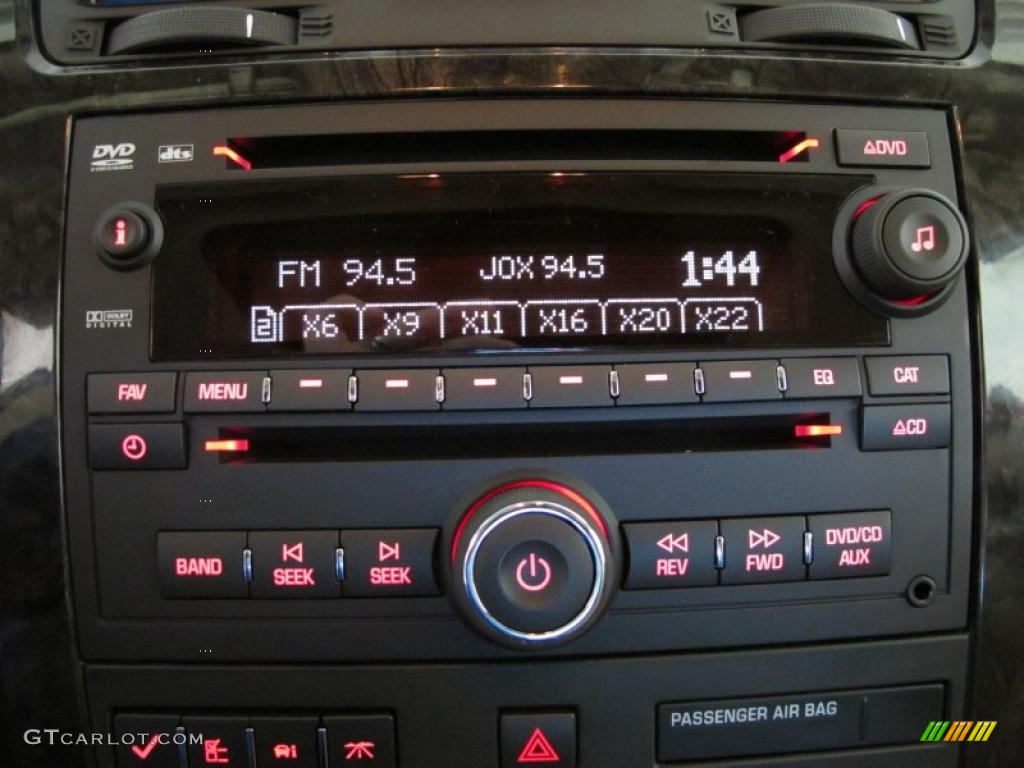 DVD
dts
△DVD
i
FM 94.5 JOX 94.5 1:44
2 X6 X9 X11 X16 X20 X22
DOLBY
DIGITAL
FAV MENU EQ CAT
△CD
BAND SEEK SEEK REV FWD DVD/CD AUX
PASSENGER AIR BAG
GTCARLOT.COM